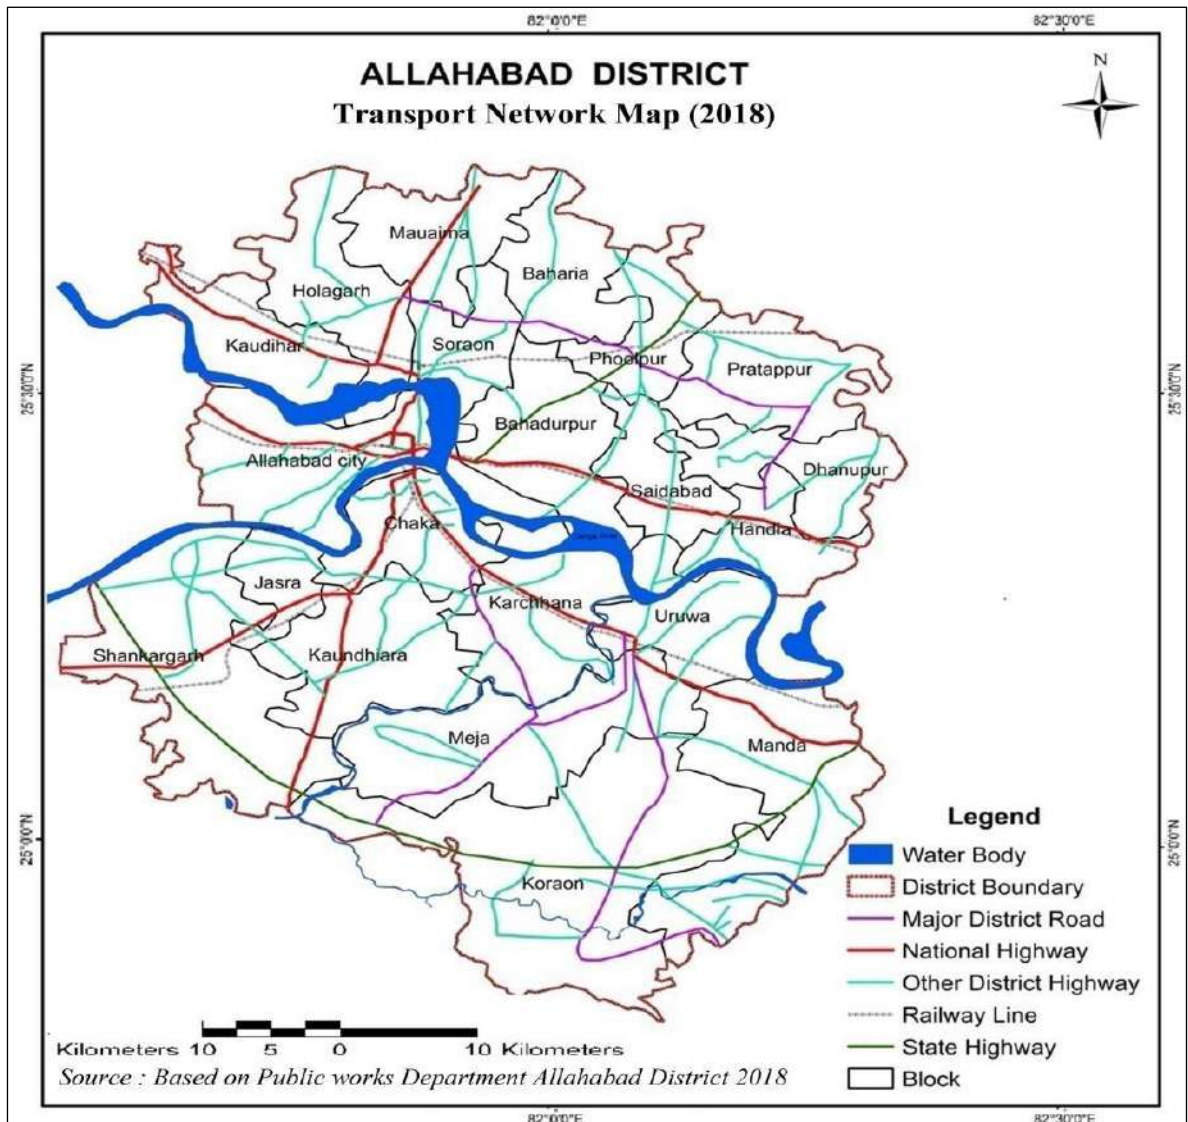 82°0'0"E
82°30'0"E
ALLAHABAD DISTRICT
Transport Network Map (2018)
N
Mauaima
Baharia
Holagarh
Kaudihar
Soraon
Phoolpur
Pratappur
25°30'0"N
25°30'0"N
Bahadurpur
Allahabad city
Dhanupur
Saidabad
Chaka
Handia
Jasra
Karchhana
Uruwa
Shankargarh
Kaundhiara
Meja
Manda
25°0'0"N
25°0'0"N
Koraon
Legend
Water Body
District Boundary
Major District Road
National Highway
Other District Highway
Railway Line
State Highway
Block
Kilometers 10 5 0 10 Kilometers
Source : Based on Public works Department Allahabad District 2018
82°0'0"E
82°30'0"E